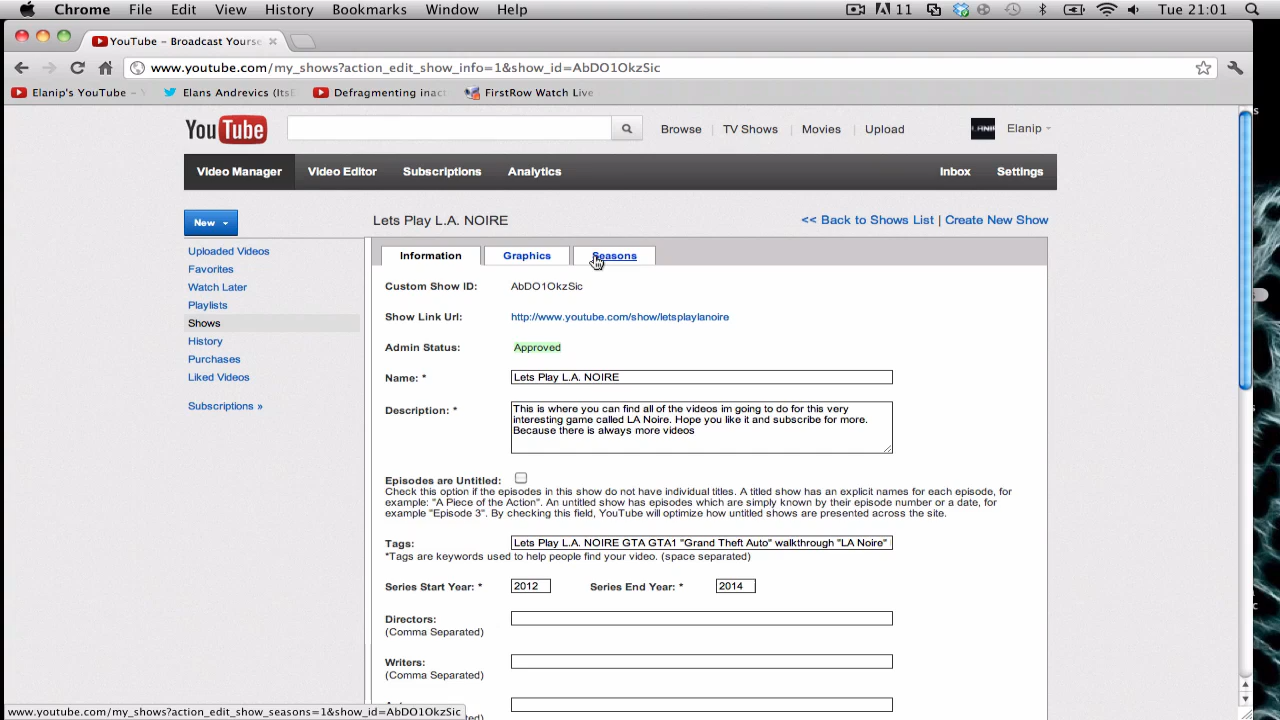 Chrome File Edit View History Bookmarks Window Help 11 Tue 21:01
YouTube – Broadcast Yourse
www.youtube.com/my_shows?action_edit_show_info=1&show_id=AbDO1OkzSic
Elanip's YouTube – Elans Andrevics (ItsE Defragmenting inac FirstRow Watch Live
YouTube Browse TV Shows Movies Upload Elanip
Video Manager Video Editor Subscriptions Analytics Inbox Settings
New Lets Play L.A. NOIRE << Back to Shows List | Create New Show
Uploaded Videos
Favorites
Watch Later
Playlists
Shows
History
Purchases
Liked Videos
Subscriptions »
Information Graphics Seasons
Custom Show ID: AbDO1OkzSic
Show Link Url: http://www.youtube.com/show/letsplaylanoire
Admin Status: Approved
Name: * Lets Play L.A. NOIRE
Description: * This is where you can find all of the videos im going to do for this very
interesting game called LA Noire. Hope you like it and subscribe for more.
Because there is always more videos
Episodes are Untitled:
Check this option if the episodes in this show do not have individual titles. A titled show has an explicit names for each episode, for
example: "A Piece of the Action". An untitled show has episodes which are simply known by their episode number or a date, for
example "Episode 3". By checking this field, YouTube will optimize how untitled shows are presented across the site.
Tags: Lets Play L.A. NOIRE GTA GTA1 "Grand Theft Auto" walkthrough "LA Noire"
*Tags are keywords used to help people find your video. (space separated)
Series Start Year: * 2012 Series End Year: * 2014
Directors:
(Comma Separated)
Writers:
(Comma Separated)
www.youtube.com/my_shows?action_edit_show_seasons=1&show_id=AbDO1OkzSic